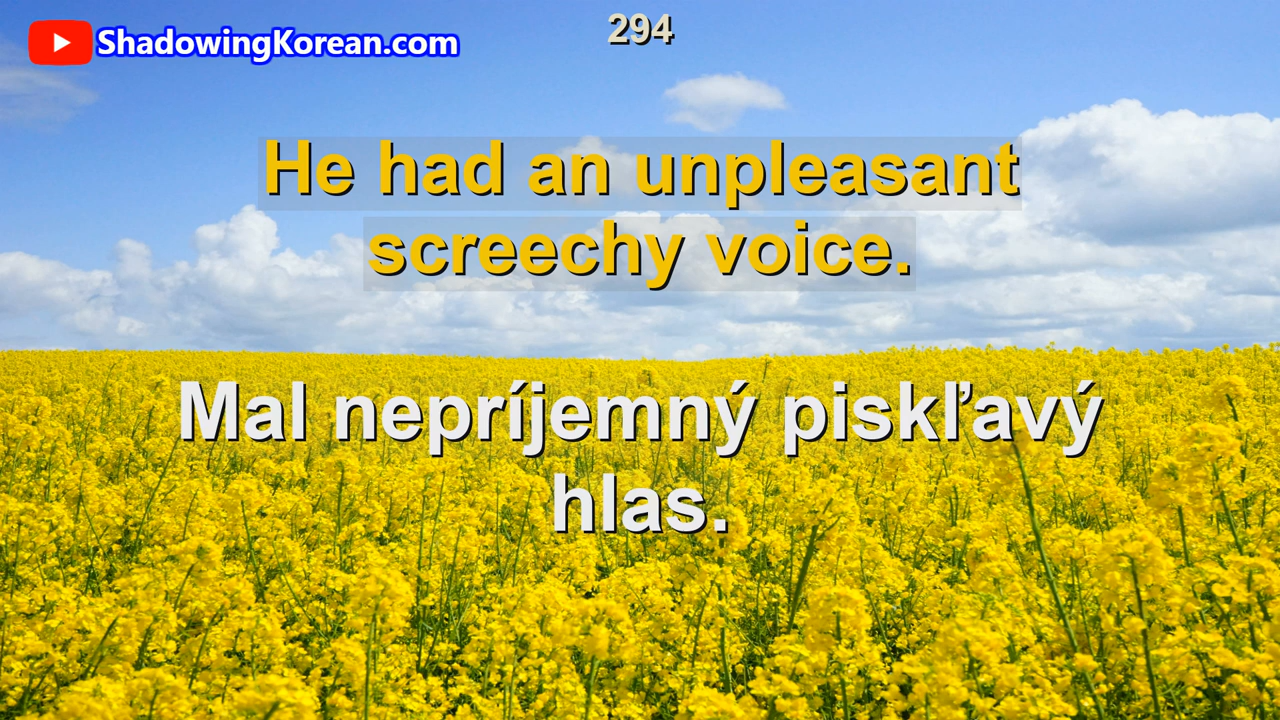 ShadowingKorean.com
294
He had an unpleasant
screechy voice.
Mal nepríjemný piskľavý
hlas.